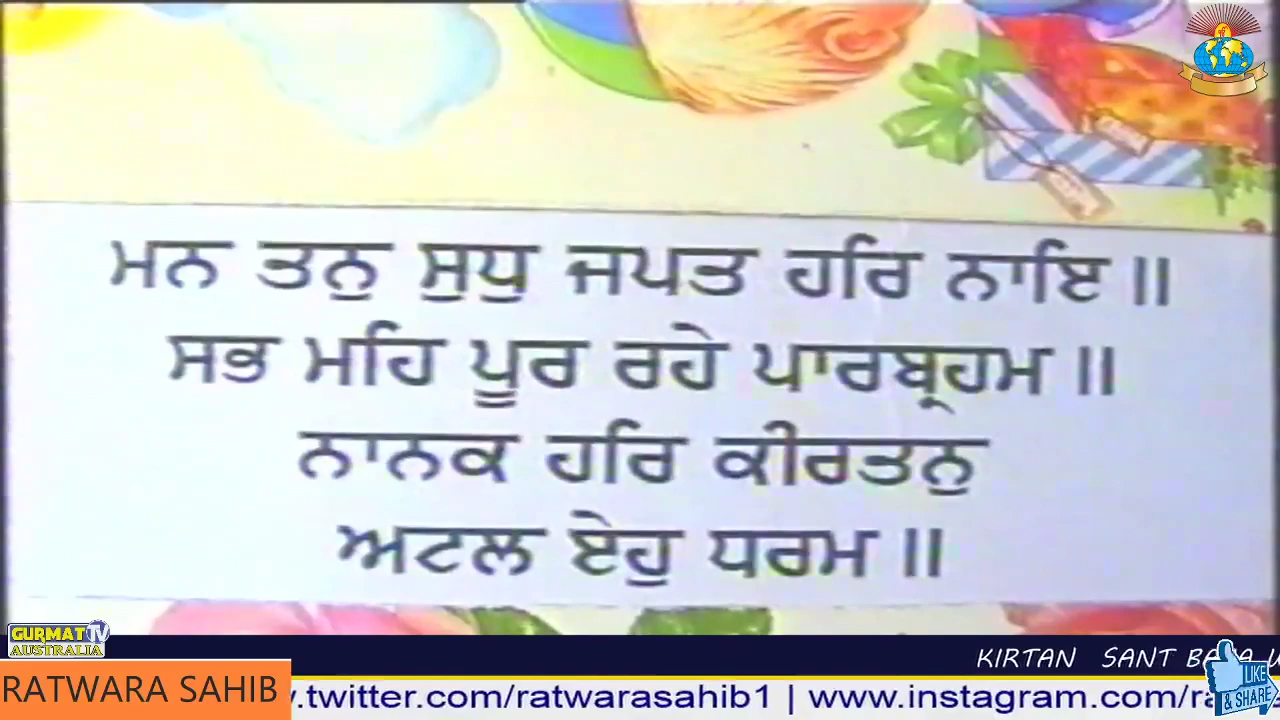 ਮਨ ਤਨੁ ਸੁਧੁ ਜਪਤ ਹਰਿ ਨਾਇ ॥
ਸਭ ਮਹਿ ਪੂਰ ਰਹੇ ਪਾਰਬ੍ਰਹਮ ॥
ਨਾਨਕ ਹਰਿ ਕੀਰਤਨੁ
ਅਟਲ ਏਹੁ ਧਰਮ ॥
GURMAT TV
AUSTRALIA
KIRTAN SANT
RATWARA SAHIB
.twitter.com/ratwarasahib1 | www.instagram.com/
LIKE
& SHARE